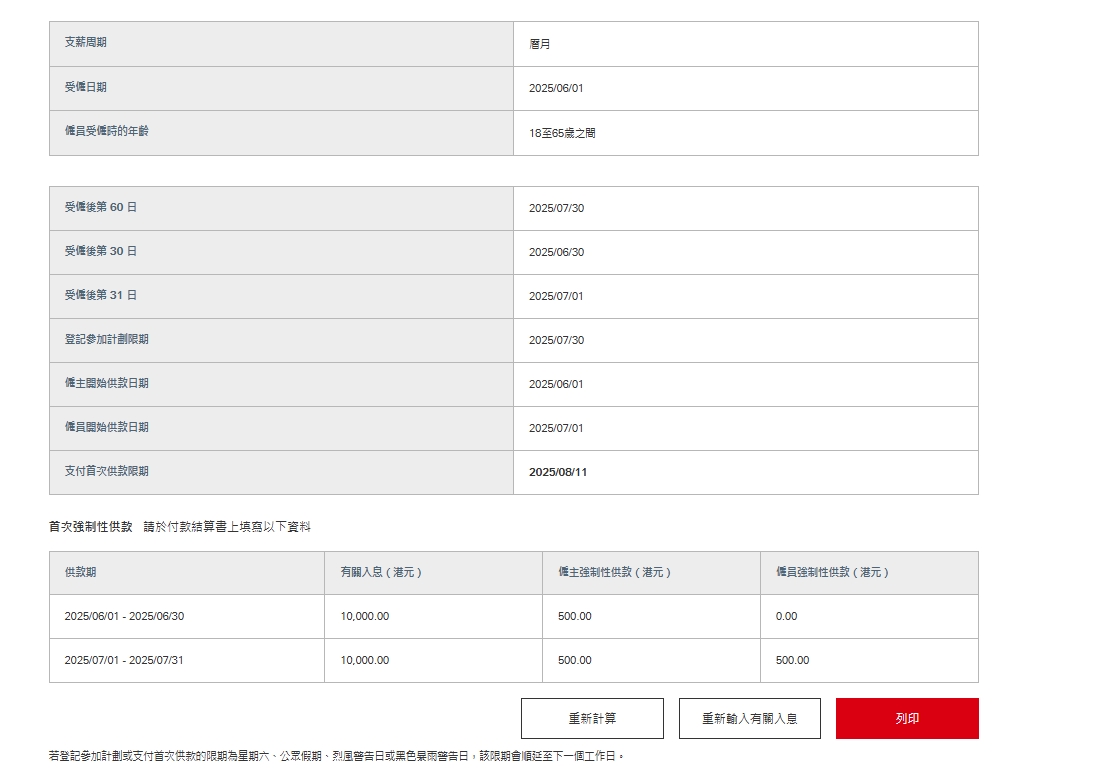 支薪周期 曆月
受僱日期 2025/06/01
僱員受僱時的年齡 18至65歲之間
受僱後第 60 日 2025/07/30
受僱後第 30 日 2025/06/30
受僱後第 31 日 2025/07/01
登記參加計劃限期 2025/07/30
僱主開始供款日期 2025/06/01
僱員開始供款日期 2025/07/01
支付首次供款限期 2025/08/11
首次強制性供款 請於付款結算書上填寫以下資料
供款期 有關入息 ( 港元 ) 僱主強制性供款 ( 港元 ) 僱員強制性供款 ( 港元 )
2025/06/01 - 2025/06/30 10,000.00 500.00 0.00
2025/07/01 - 2025/07/31 10,000.00 500.00 500.00
重新計算 重新輸入有關入息 列印
若登記參加計劃或支付首次供款的限期為星期六、公眾假期、烈風警告日或黑色暴雨警告日，該限期會順延至下一個工作日。